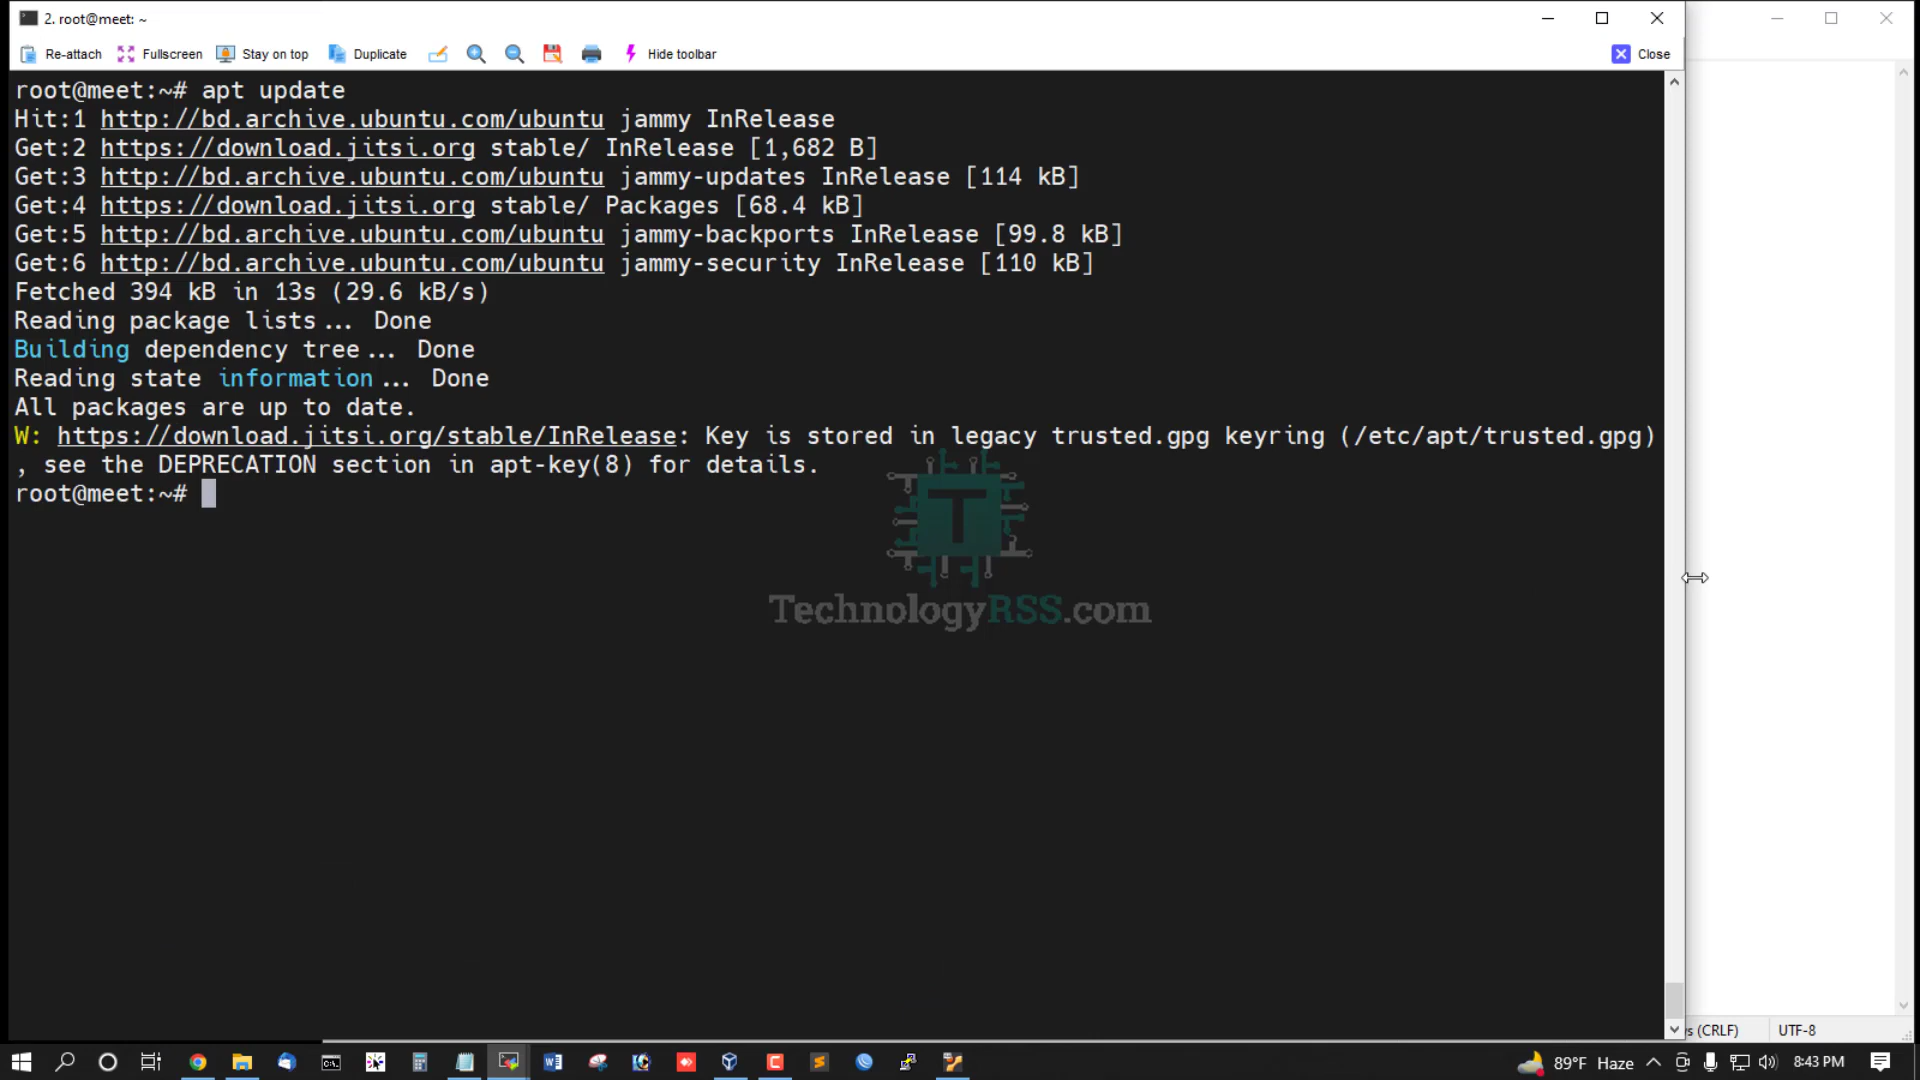 2. root@meet: ~
Re-attach Fullscreen Stay on top Duplicate Hide toolbar Close
root@meet:~# apt update
Hit:1 http://bd.archive.ubuntu.com/ubuntu jammy InRelease
Get:2 https://download.jitsi.org stable/ InRelease [1,682 B]
Get:3 http://bd.archive.ubuntu.com/ubuntu jammy-updates InRelease [114 kB]
Get:4 https://download.jitsi.org stable/ Packages [68.4 kB]
Get:5 http://bd.archive.ubuntu.com/ubuntu jammy-backports InRelease [99.8 kB]
Get:6 http://bd.archive.ubuntu.com/ubuntu jammy-security InRelease [110 kB]
Fetched 394 kB in 13s (29.6 kB/s)
Reading package lists... Done
Building dependency tree... Done
Reading state information... Done
All packages are up to date.
W: https://download.jitsi.org/stable/InRelease: Key is stored in legacy trusted.gpg keyring (/etc/apt/trusted.gpg)
, see the DEPRECATION section in apt-key(8) for details.
root@meet:~#
T
TechnologyRSS.com
(CRLF) UTF-8
89°F Haze 8:43 PM